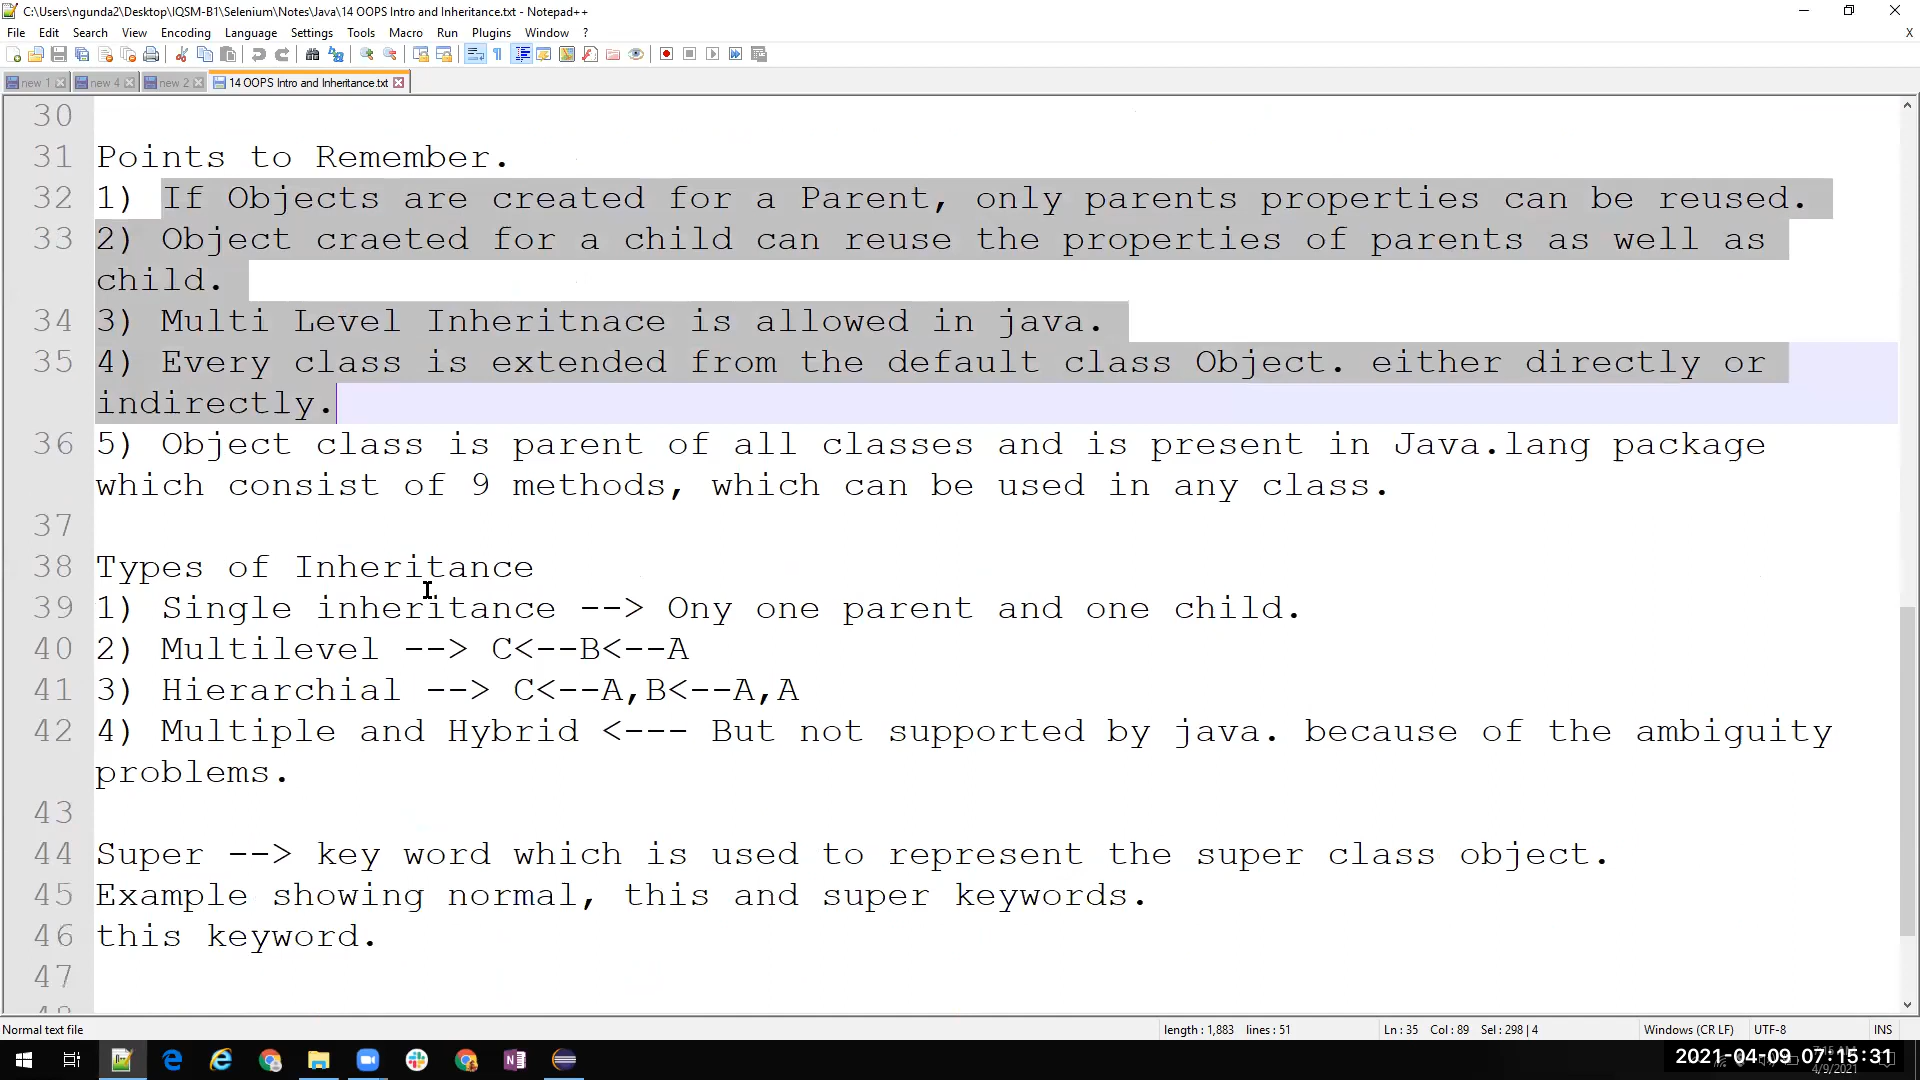 C:\Users\ngunda2\Desktop\IQSM-B1\Selenium\Notes\Java\14 OOPS Intro and Inheritance.txt - Notepad++
File Edit Search View Encoding Language Settings Tools Macro Run Plugins Window ? X
new 1 new 4 new 2 14 OOPS Intro and Inheritance.txt
30
31 Points to Remember.
32 1) If Objects are created for a Parent, only parents properties can be reused.
33 2) Object craeted for a child can reuse the properties of parents as well as
child.
34 3) Multi Level Inheritnace is allowed in java.
35 4) Every class is extended from the default class Object. either directly or
indirectly.
36 5) Object class is parent of all classes and is present in Java.lang package
which consist of 9 methods, which can be used in any class.
37
38 Types of Inheritance
39 1) Single inheritance --> Ony one parent and one child.
40 2) Multilevel --> C<--B<--A
41 3) Hierarchial --> C<--A,B<--A,A
42 4) Multiple and Hybrid <--- But not supported by java. because of the ambiguity
problems.
43
44 Super --> key word which is used to represent the super class object.
45 Example showing normal, this and super keywords.
46 this keyword.
47
Normal text file length : 1,883 lines : 51 Ln : 35 Col : 89 Sel : 298 | 4 Windows (CR LF) UTF-8 INS
2021-04-09 07:15:31
4/9/2021